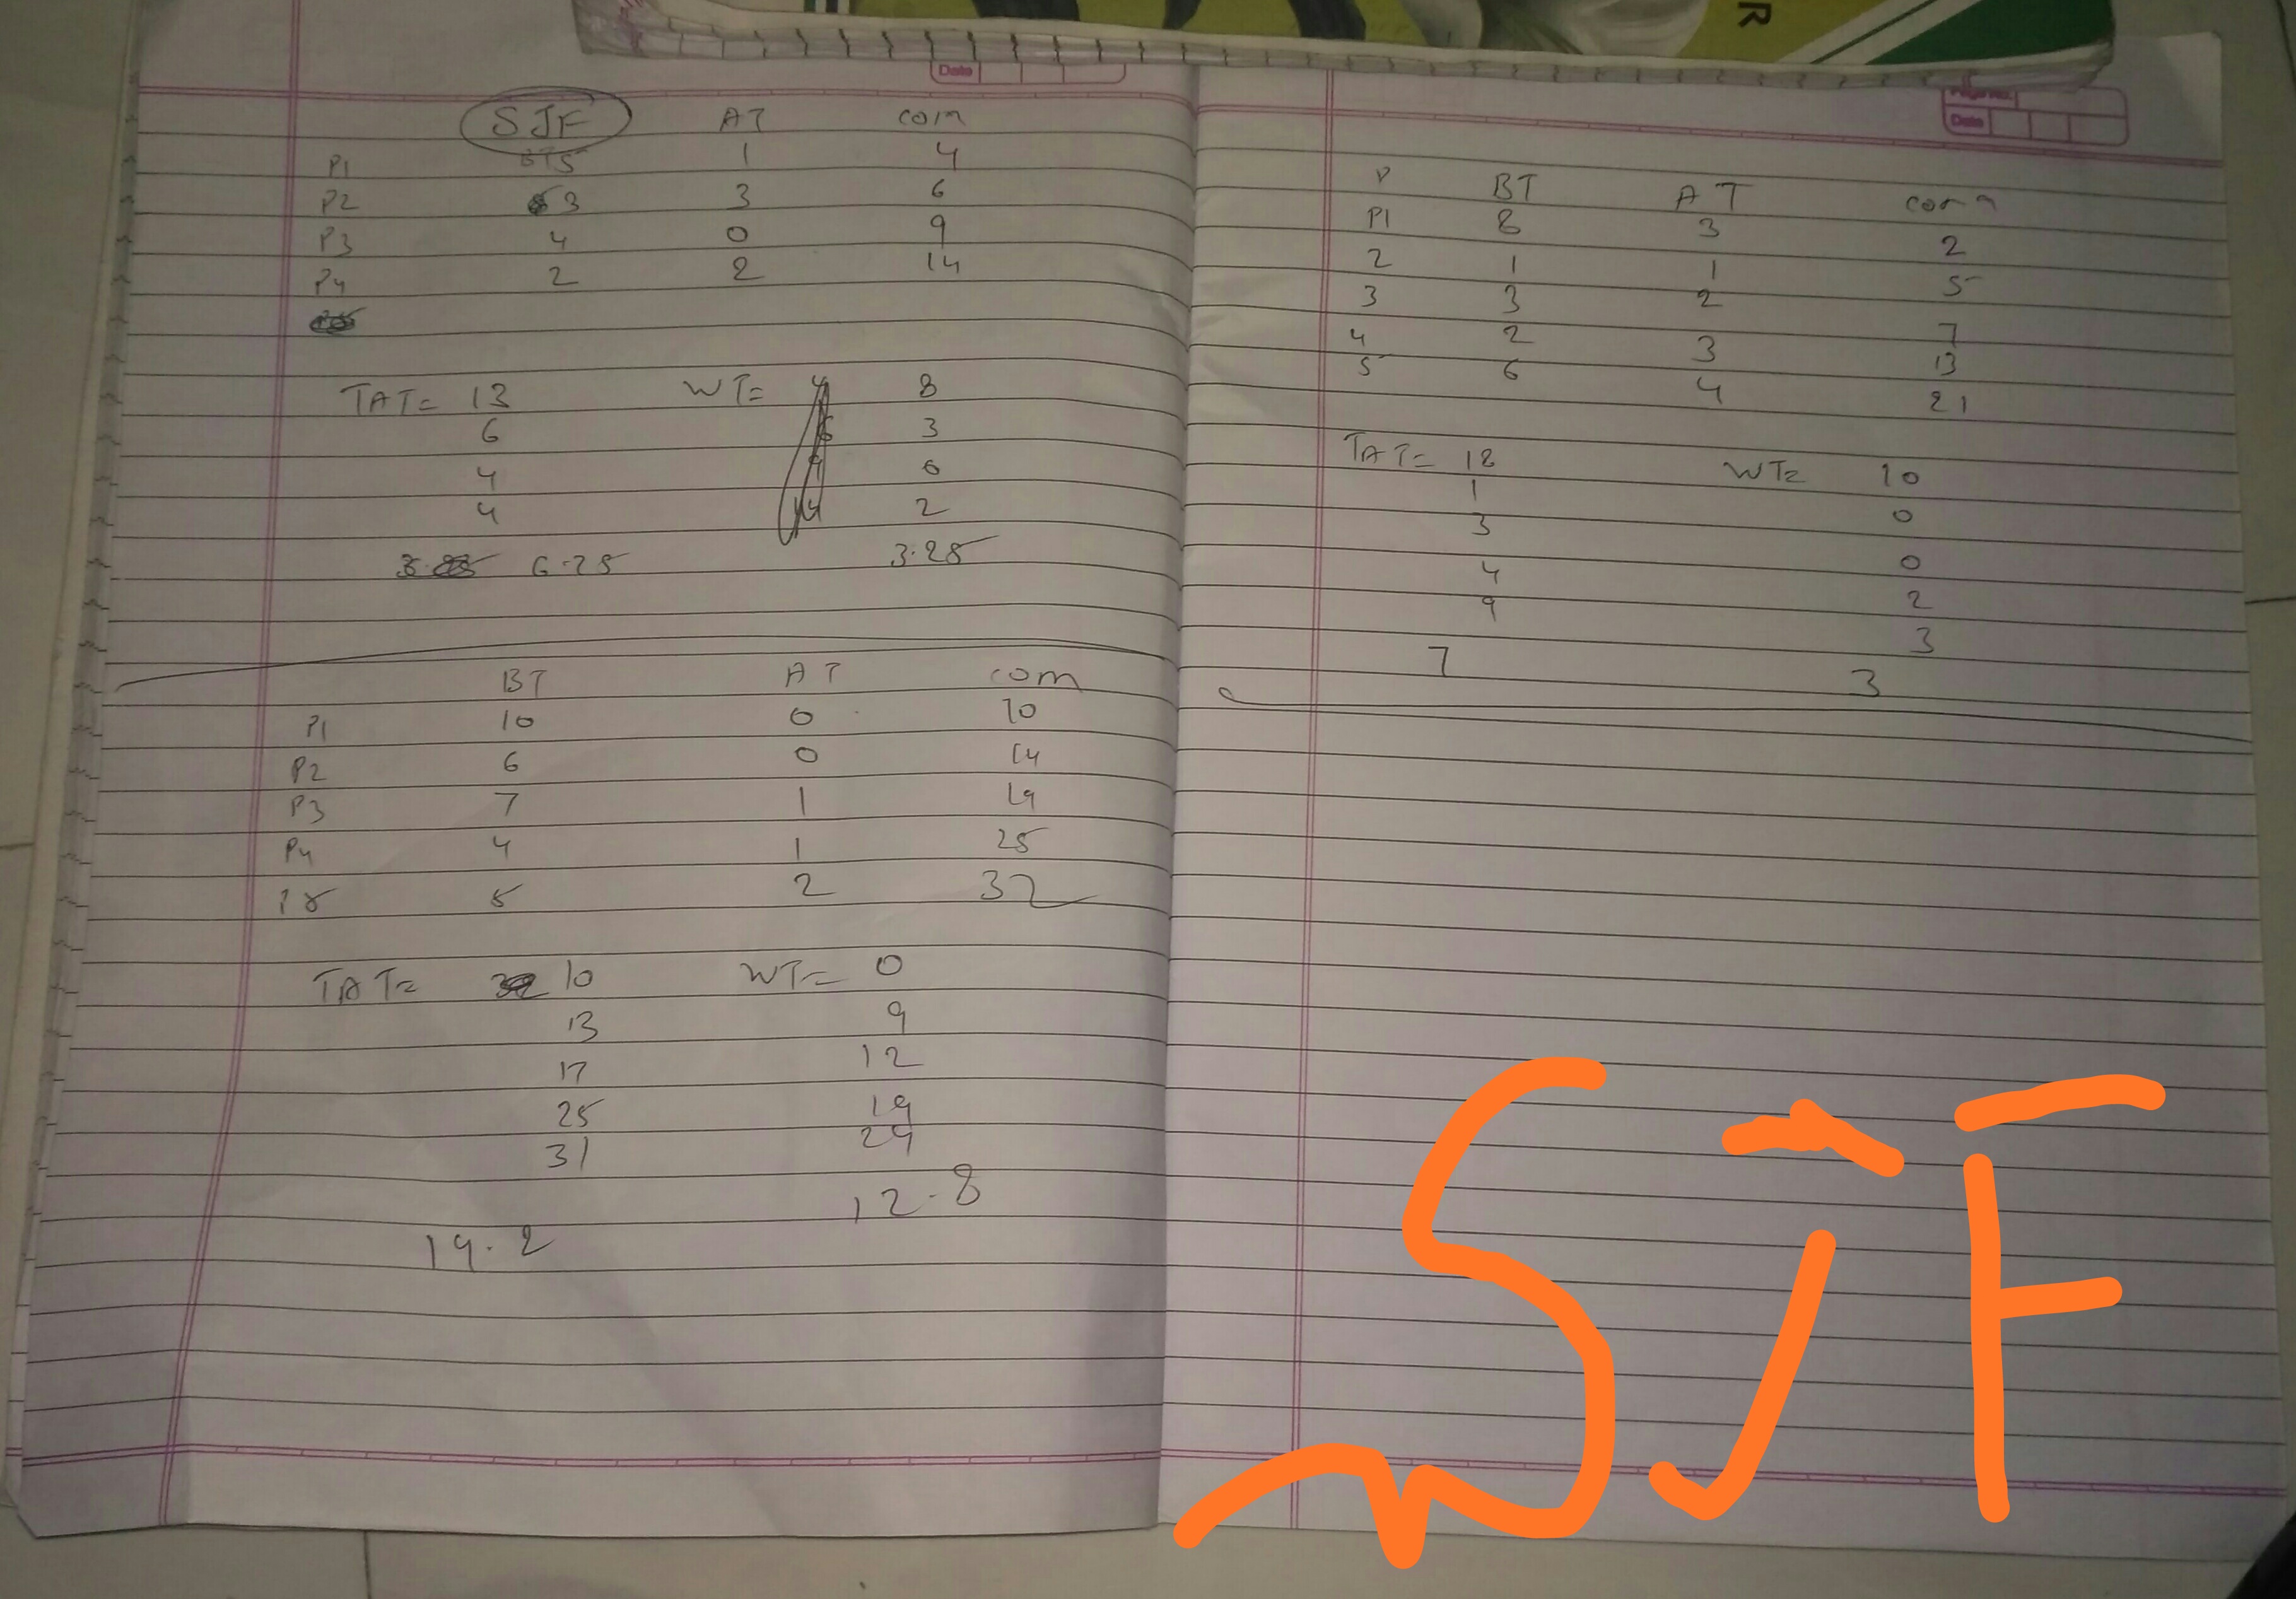 Date
SJF AT com
P1 BT5 1 4
P2 3 3 6
P3 4 0 9
P4 2 2 14
TAT= 13 WT= 8
6 3
4 6
4 2
6.75 3.25
BT AT com
P1 10 0 10
P2 6 0 14
P3 7 1 19
P4 4 1 25
5 2 32
TAT= 10 WT= 0
13 9
17 12
25 19
31 24
12.8
19.2
R
Page No.
Date
P BT AT com
P1 8 3 2
2 1 1 5
3 3 2 7
4 2 3 13
5 6 4 21
TAT= 18 WT= 10
1 0
3 0
4 2
9 3
7 3
SJF